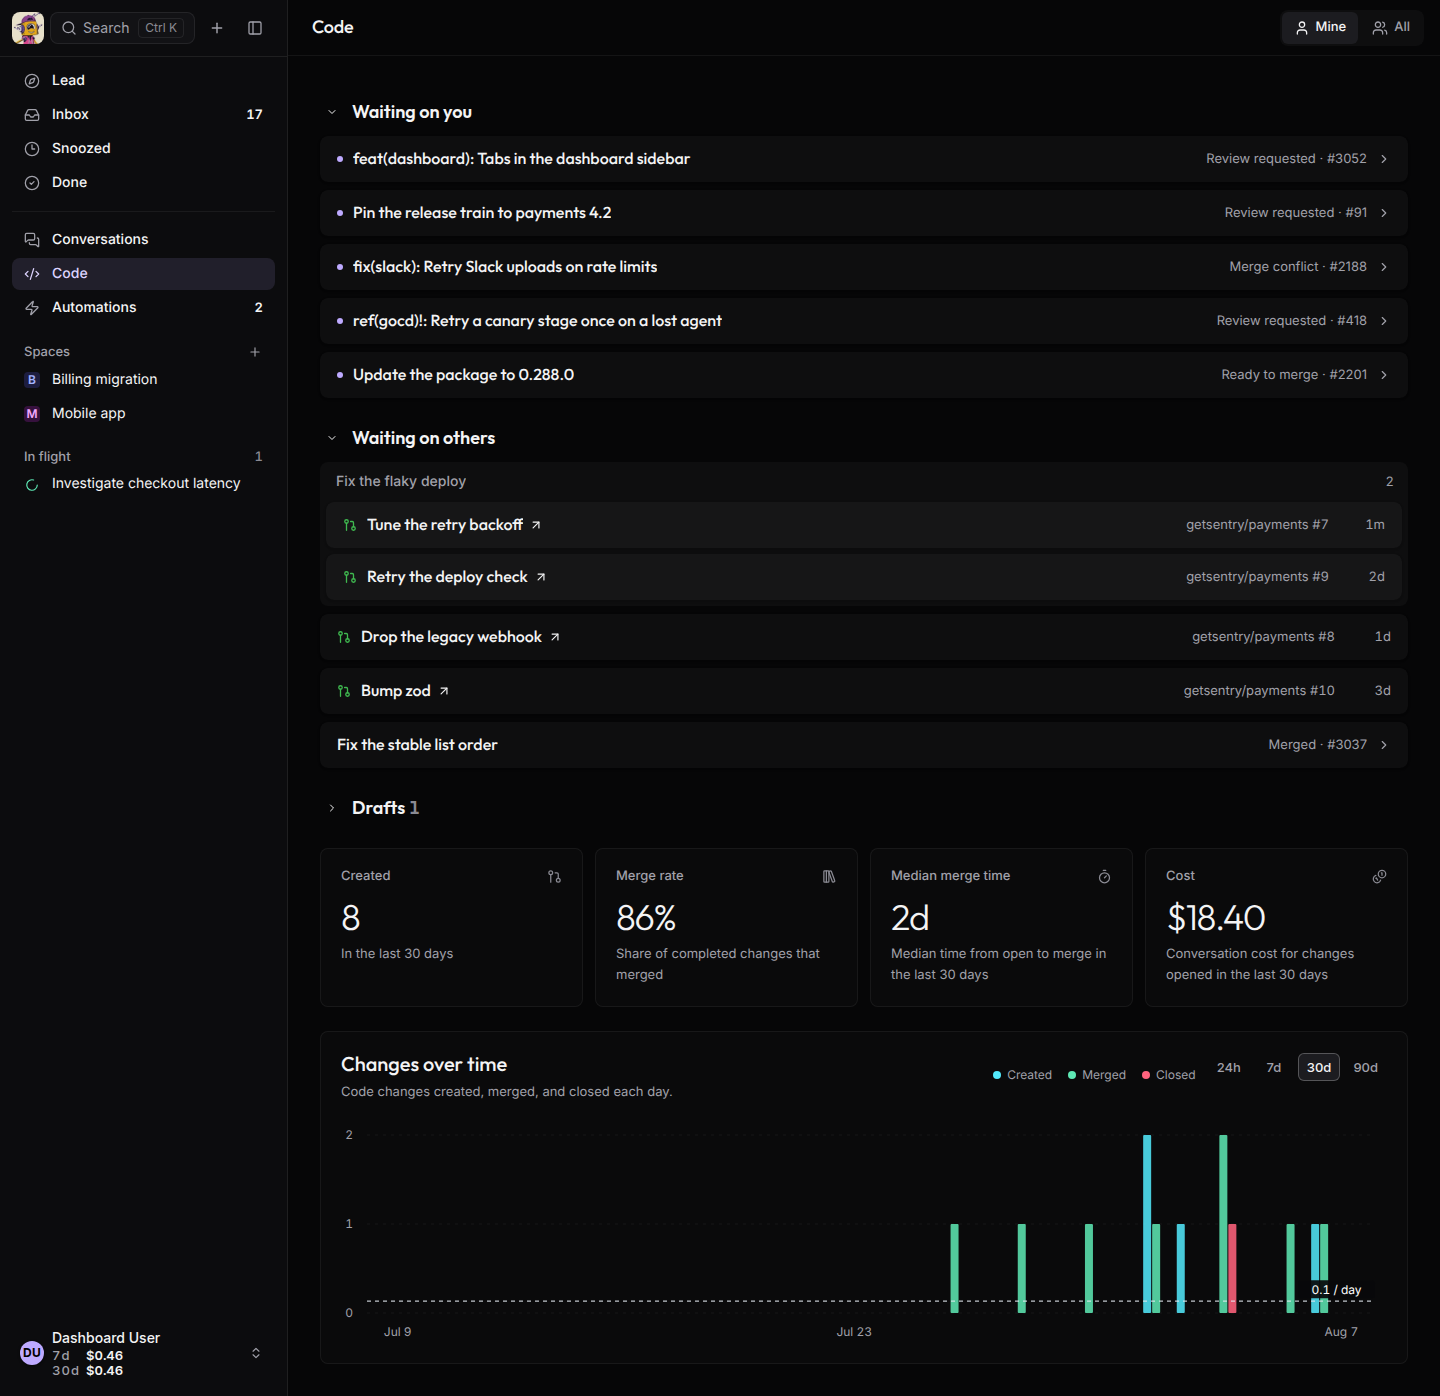 Search Ctrl K
Lead
Inbox 17
Snoozed
Done
Conversations
Code
Automations 2
Spaces
B Billing migration
M Mobile app
In flight 1
Investigate checkout latency
DU Dashboard User
7d $0.46
30d $0.46
Code
Mine All
Waiting on you
feat(dashboard): Tabs in the dashboard sidebar Review requested · #3052
Pin the release train to payments 4.2 Review requested · #91
fix(slack): Retry Slack uploads on rate limits Merge conflict · #2188
ref(gocd)!: Retry a canary stage once on a lost agent Review requested · #418
Update the package to 0.288.0 Ready to merge · #2201
Waiting on others
Fix the flaky deploy 2
Tune the retry backoff getsentry/payments #7 1m
Retry the deploy check getsentry/payments #9 2d
Drop the legacy webhook getsentry/payments #8 1d
Bump zod getsentry/payments #10 3d
Fix the stable list order Merged · #3037
Drafts 1
Created
8
In the last 30 days
Merge rate
86%
Share of completed changes that
merged
Median merge time
2d
Median time from open to merge in
the last 30 days
Cost
$18.40
Conversation cost for changes
opened in the last 30 days
Changes over time
Code changes created, merged, and closed each day.
Created Merged Closed 24h 7d 30d 90d
2
1
0
0.1 / day
Jul 9 Jul 23 Aug 7